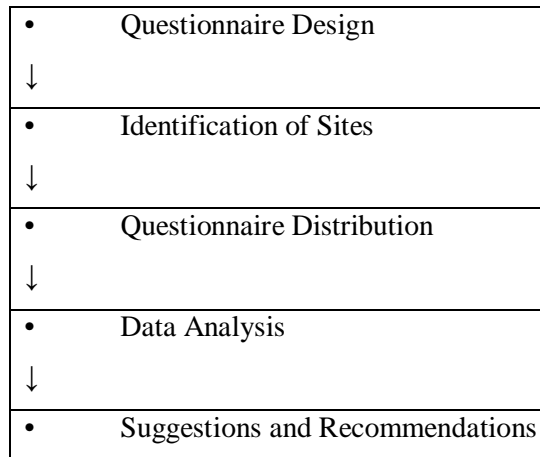 • Questionnaire Design
↓
• Identification of Sites
↓
• Questionnaire Distribution
↓
• Data Analysis
↓
• Suggestions and Recommendations